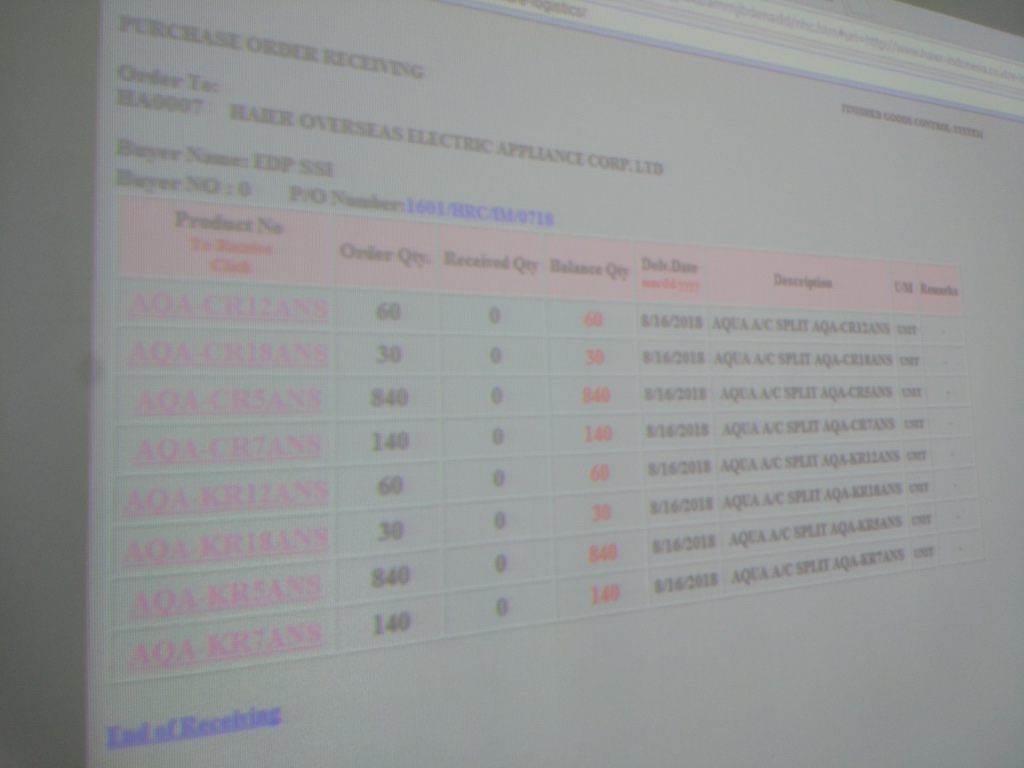 PURCHASE ORDER RECEIVING
FINISHED GOODS CONTROL SYSTEM
Order To:
HA0007 HAIER OVERSEAS ELECTRIC APPLIANCE CORP. LTD
Buyer Name: EDP SSI
Buyer NO : 0 P/O Number:1601/HRC/IM/0718
Product No Order Qty. Received Qty Balance Qty Delv.Date Description U/M Remarks
To Receive
Click
AQA-CR12ANS 60 0 60 8/16/2018 AQUA A/C SPLIT AQA-CR12ANS UNIT -
AQA-CR18ANS 30 0 30 8/16/2018 AQUA A/C SPLIT AQA-CR18ANS UNIT -
AQA-CR5ANS 840 0 840 8/16/2018 AQUA A/C SPLIT AQA-CR5ANS UNIT -
AQA-CR7ANS 140 0 140 8/16/2018 AQUA A/C SPLIT AQA-CR7ANS UNIT -
AQA-KR12ANS 60 0 60 8/16/2018 AQUA A/C SPLIT AQA-KR12ANS UNIT -
AQA-KR18ANS 30 0 30 8/16/2018 AQUA A/C SPLIT AQA-KR18ANS UNIT -
AQA-KR5ANS 840 0 840 8/16/2018 AQUA A/C SPLIT AQA-KR5ANS UNIT -
AQA-KR7ANS 140 0 140 8/16/2018 AQUA A/C SPLIT AQA-KR7ANS UNIT -
End of Receiving